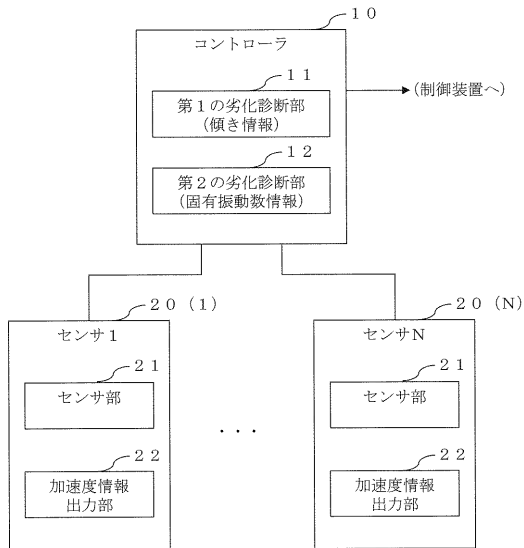 10
コントローラ
11
第1の劣化診断部
(傾き情報)
(制御装置へ)
12
第2の劣化診断部
(固有振動数情報)
20(1)
センサ1
21
センサ部
22
加速度情報
出力部
・・・
20(N)
センサN
21
センサ部
22
加速度情報
出力部